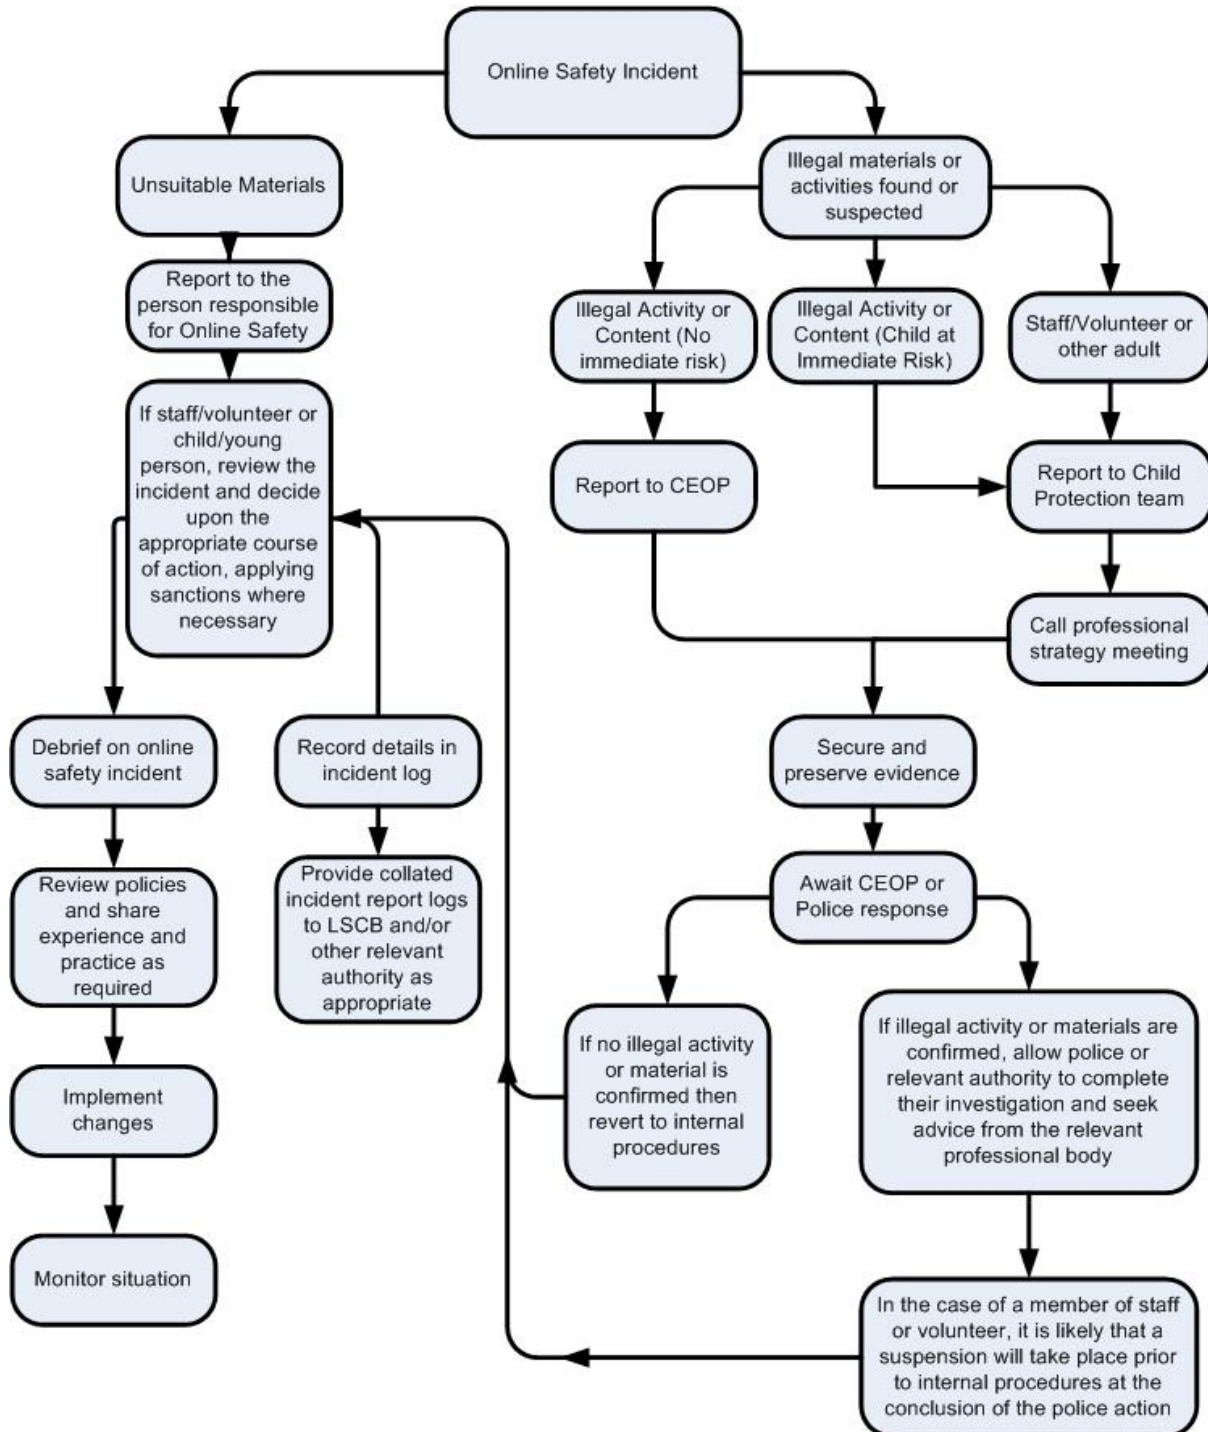 Online Safety Incident
Unsuitable Materials
Report to the
person responsible
for Online Safety
If staff/volunteer or
child/young
person, review the
incident and decide
upon the
appropriate course
of action, applying
sanctions where
necessary
Debrief on online
safety incident
Review policies
and share
experience and
practice as
required
Implement
changes
Monitor situation
Record details in
incident log
Provide collated
incident report logs
to LSCB and/or
other relevant
authority as
appropriate
Illegal materials or
activities found or
suspected
Illegal Activity or
Content (No
immediate risk)
Illegal Activity or
Content (Child at
Immediate Risk)
Staff/Volunteer or
other adult
Report to CEOP
Report to Child
Protection team
Call professional
strategy meeting
Secure and
preserve evidence
Await CEOP or
Police response
If no illegal activity
or material is
confirmed then
revert to internal
procedures
If illegal activity or materials are
confirmed, allow police or
relevant authority to complete
their investigation and seek
advice from the relevant
professional body
In the case of a member of staff
or volunteer, it is likely that a
suspension will take place prior
to internal procedures at the
conclusion of the police action